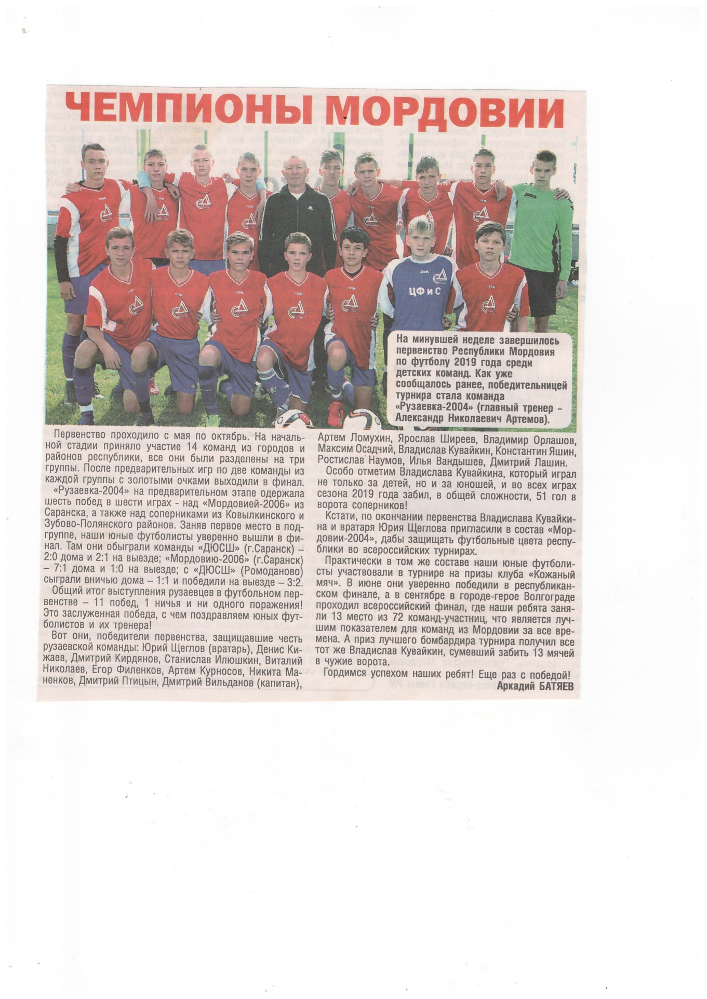 ЧЕМПИОНЫ МОРДОВИИ
ЦФиС
На минувшей неделе завершилось
первенство Республики Мордовия
по футболу 2019 года среди
детских команд. Как уже
сообщалось ранее, победительницей
турнира стала команда
«Рузаевка-2004» (главный тренер –
Александр Николаевич Артемов).
Первенство проходило с мая по октябрь. На началь-
ной стадии приняло участие 14 команд из городов и
районов республики, все они были разделены на три
группы. После предварительных игр по две команды из
каждой группы с золотыми очками выходили в финал.
«Рузаевка-2004» на предварительном этапе одержала
шесть побед в шести играх - над «Мордовией-2006» из
Саранска, а также над соперниками из Ковылкинского и
Зубово-Полянского районов. Заняв первое место в под-
группе, наши юные футболисты уверенно вышли в фи-
нал. Там они обыграли команды «ДЮСШ» (г.Саранск) –
2:0 дома и 2:1 на выезде; «Мордовию-2006» (г.Саранск)
– 7:1 дома и 1:0 на выезде; с «ДЮСШ» (Ромоданово)
сыграли вничью дома – 1:1 и победили на выезде – 3:2.
Общий итог выступления рузаевцев в футбольном пер-
венстве – 11 побед, 1 ничья и ни одного поражения!
Это заслуженная победа, с чем поздравляем юных фут-
болистов и их тренера!
Вот они, победители первенства, защищавшие честь
рузаевской команды: Юрий Щеглов (вратарь), Денис Ки-
жаев, Дмитрий Кирдянов, Станислав Илюшкин, Виталий
Николаев, Егор Филенков, Артем Курносов, Никита Ма-
ненков, Дмитрий Птицын, Дмитрий Вильданов (капитан),
Артем Ломухин, Ярослав Ширеев, Владимир Орлашов,
Максим Осадчий, Владислав Кувайкин, Константин Яшин,
Ростислав Наумов, Илья Вандышев, Дмитрий Лашин.
Особо отметим Владислава Кувайкина, который играл
не только за детей, но и за юношей, и во всех играх
сезона 2019 года забил, в общей сложности, 51 гол в
ворота соперников!
Кстати, по окончании первенства Владислава Кувайки-
на и вратаря Юрия Щеглова пригласили в состав «Мор-
довии-2004», дабы защищать футбольные цвета респу-
блики во всероссийских турнирах.
Практически в том же составе наши юные футболи-
сты участвовали в турнире на призы клуба «Кожаный
мяч». В июне они уверенно победили в республикан-
ском финале, а в сентябре в городе-герое Волгограде
проходил всероссийский финал, где наши ребята заня-
ли 13 место из 72 команд-участниц, что является луч-
шим показателем для команд из Мордовии за все вре-
мена. А приз лучшего бомбардира турнира получил все
тот же Владислав Кувайкин, сумевший забить 13 мячей
в чужие ворота.
Гордимся успехом наших ребят! Еще раз с победой!
Аркадий БАТЯЕВ